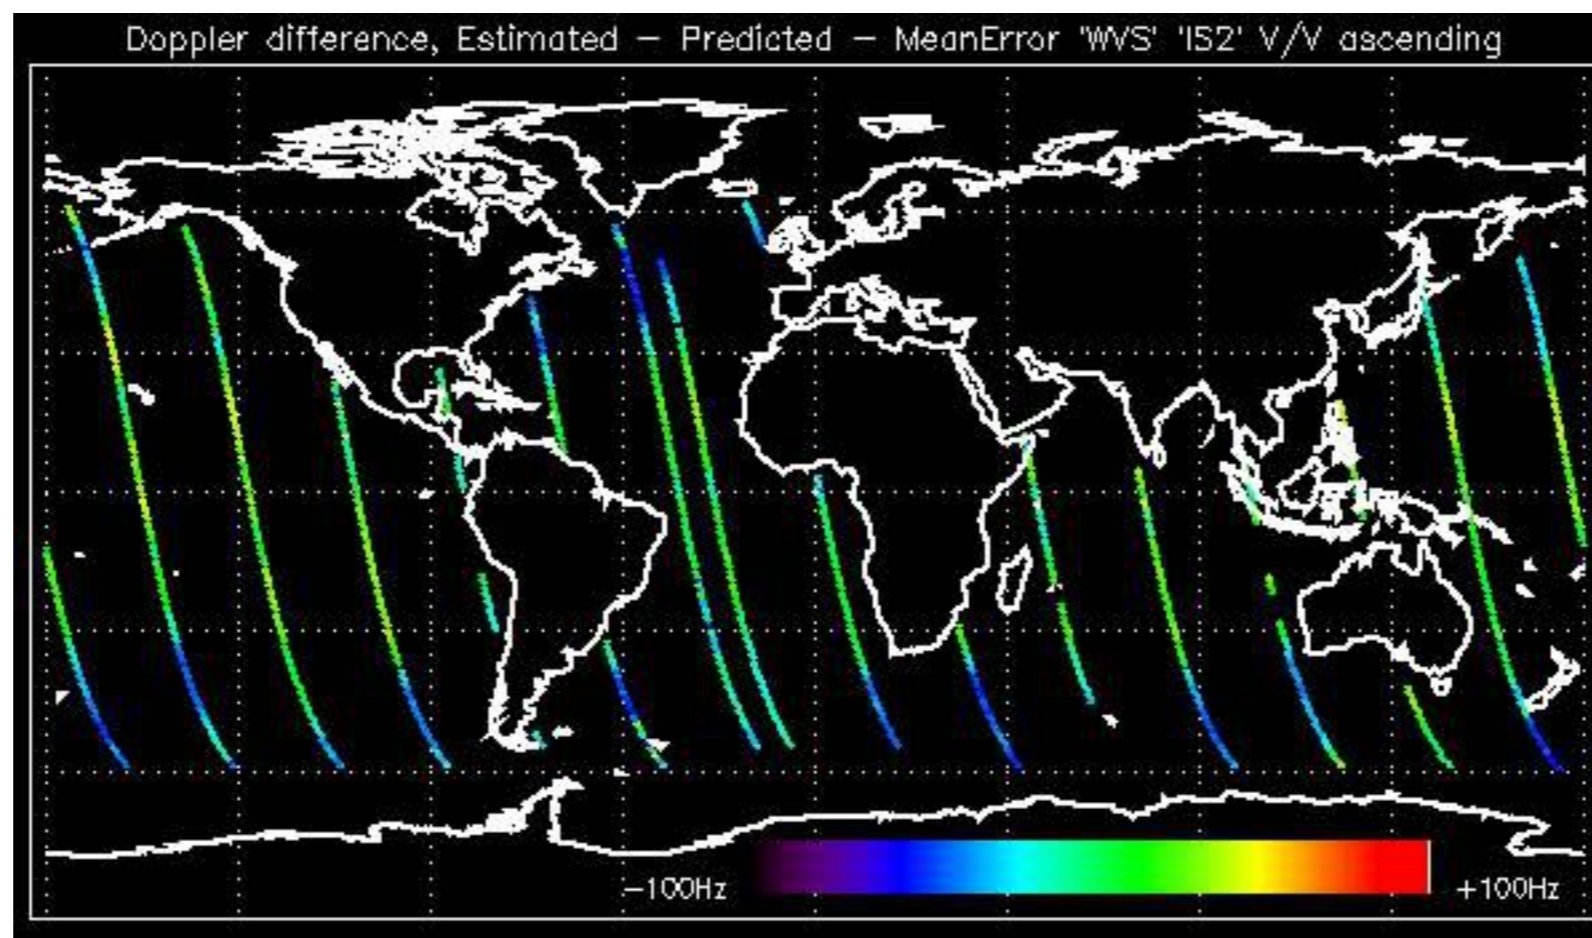 Doppler difference, Estimated – Predicted – MeanError 'WVS' 'IS2' V/V ascending
–100Hz
+100Hz